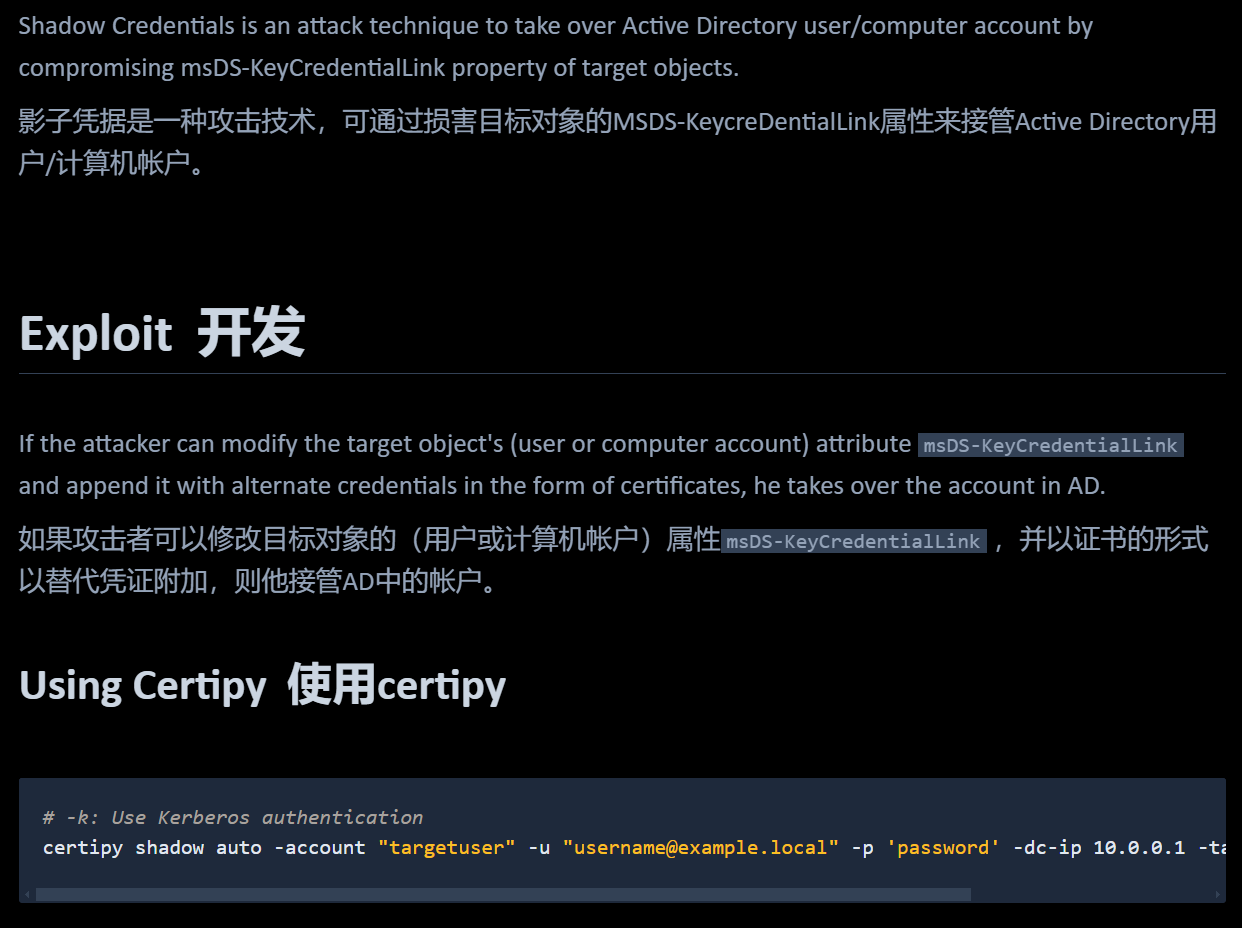 Shadow Credentials is an attack technique to take over Active Directory user/computer account by
compromising msDS-KeyCredentialLink property of target objects.
影子凭据是一种攻击技术，可通过损害目标对象的MSDS-KeycreDentialLink属性来接管Active Directory用
户/计算机帐户。
Exploit 开发
If the attacker can modify the target object's (user or computer account) attribute msDS-KeyCredentialLink
and append it with alternate credentials in the form of certificates, he takes over the account in AD.
如果攻击者可以修改目标对象的（用户或计算机帐户）属性msDS-KeyCredentialLink ，并以证书的形式
以替代凭证附加，则他接管AD中的帐户。
Using Certipy 使用certipy
# -k: Use Kerberos authentication
certipy shadow auto -account "targetuser" -u "username@example.local" -p 'password' -dc-ip 10.0.0.1 -ta